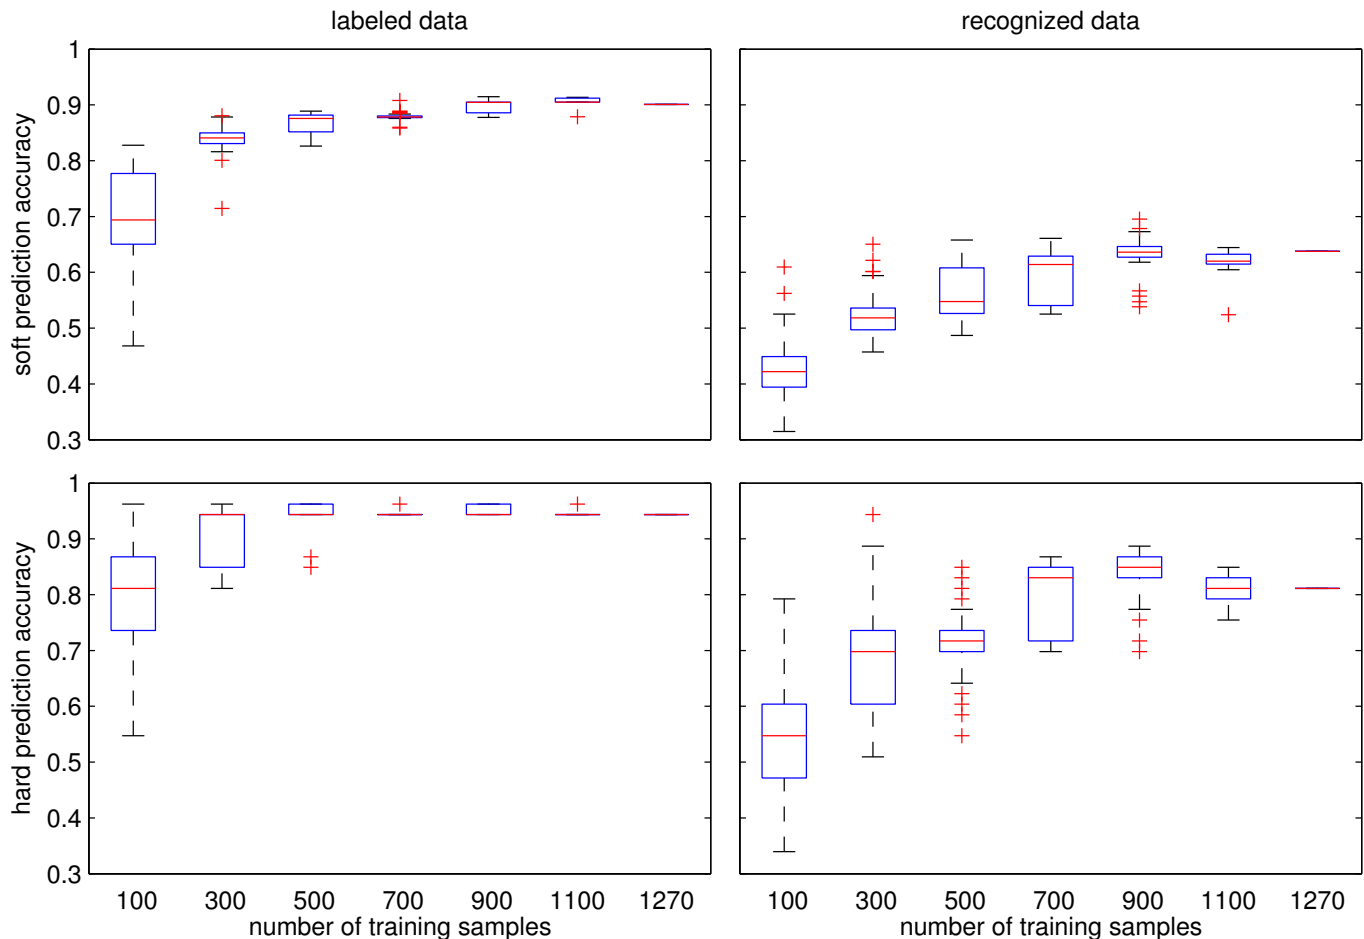 labeled data
recognized data
soft prediction accuracy
1
0.9
0.8
0.7
0.6
0.5
0.4
0.3
hard prediction accuracy
1
0.9
0.8
0.7
0.6
0.5
0.4
0.3
100 300 500 700 900 1100 1270
number of training samples
100 300 500 700 900 1100 1270
number of training samples